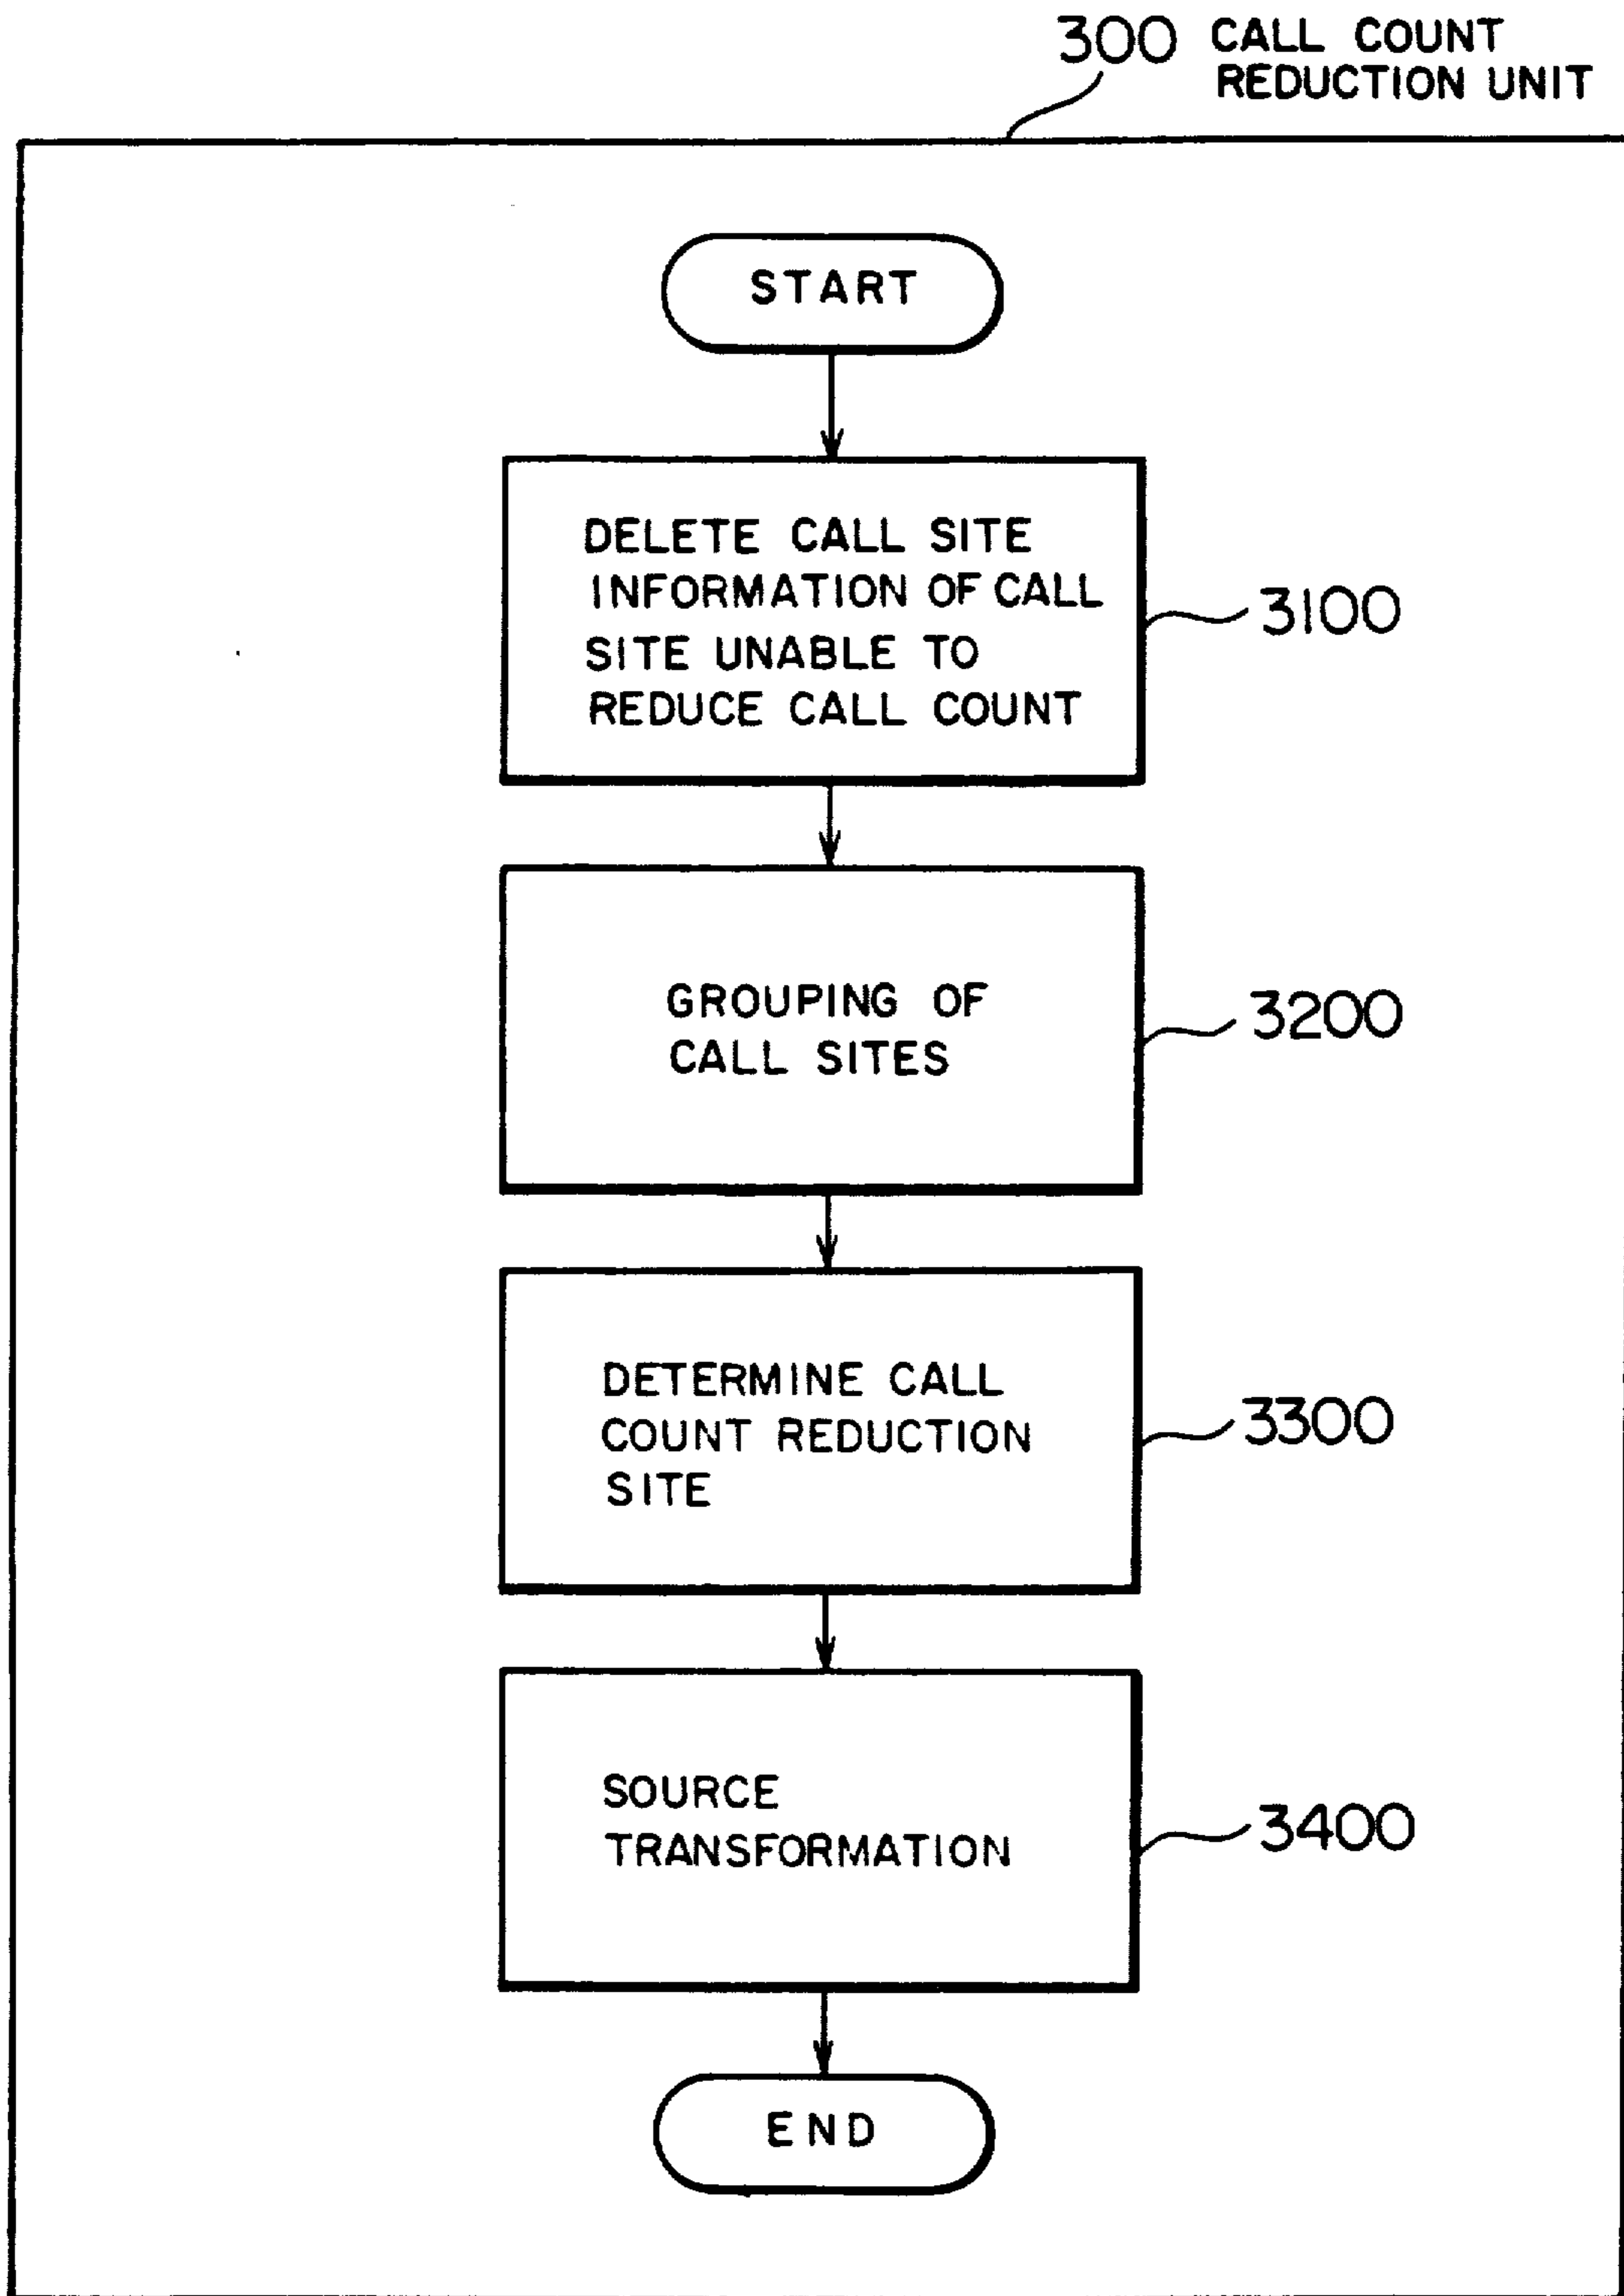 300 CALL COUNT
REDUCTION UNIT
START
DELETE CALL SITE
INFORMATION OF CALL
SITE UNABLE TO
REDUCE CALL COUNT
3100
GROUPING OF
CALL SITES
3200
DETERMINE CALL
COUNT REDUCTION
SITE
3300
SOURCE
TRANSFORMATION
3400
END